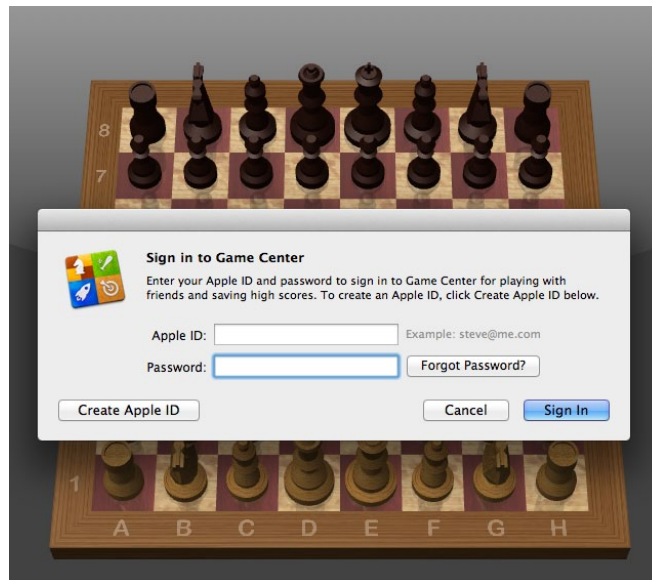 8
7
Sign in to Game Center
Enter your Apple ID and password to sign in to Game Center for playing with
friends and saving high scores. To create an Apple ID, click Create Apple ID below.
Apple ID: Example: steve@me.com
Password: Forgot Password?
Create Apple ID Cancel Sign In
1
A B C D E F G H